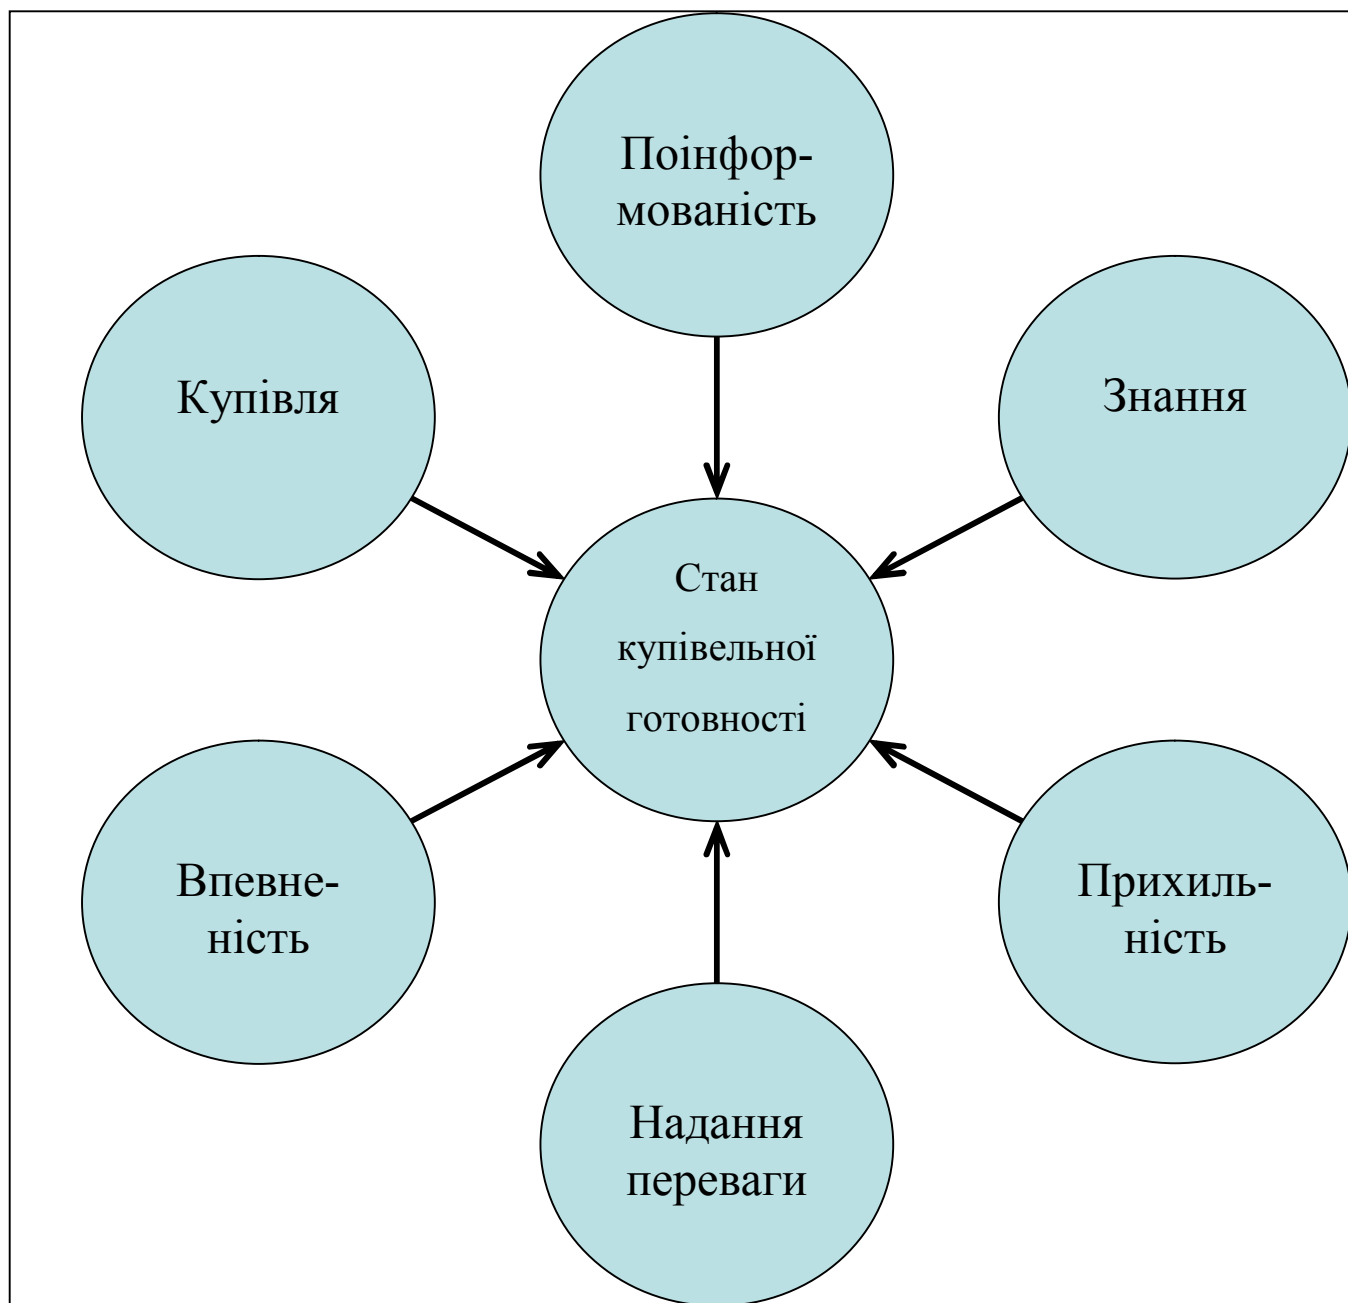 Поінфор-
мованість
Купівля
Знання
Стан
купівельної
готовності
Впевне-
ність
Прихиль-
ність
Надання
переваги